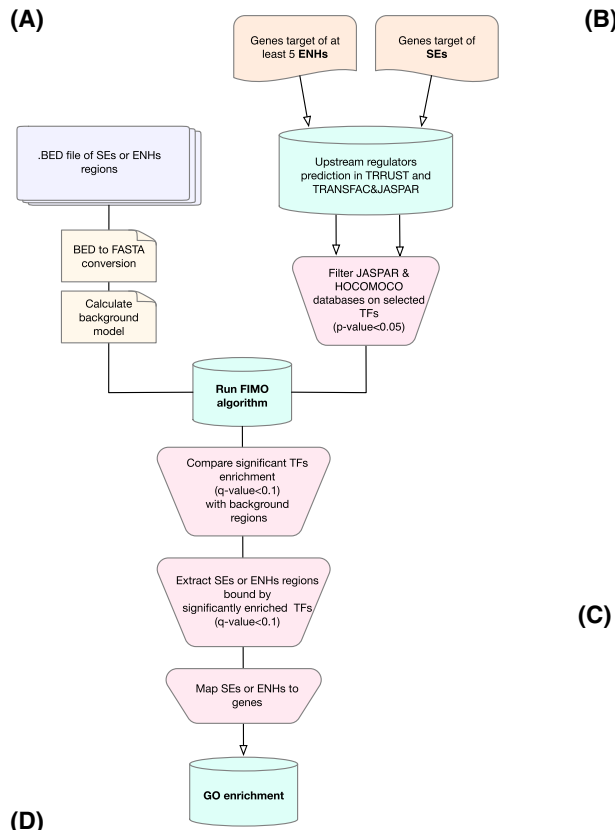 (A)
(B)
Genes target of at
least 5 ENHs
Genes target of
SEs
.BED file of SEs or ENHs
regions
Upstream regulators
prediction in TRRUST and
TRANSFAC&JASPAR
BED to FASTA
conversion
Calculate
background
model
Filter JASPAR &
HOCOMOCO
databases on selected
TFs
(p-value<0.05)
Run FIMO
algorithm
Compare significant TFs
enrichment
(q-value<0.1)
with background
regions
Extract SEs or ENHs regions
bound by
significantly enriched TFs
(q-value<0.1)
(C)
Map SEs or ENHs to
genes
GO enrichment
(D)